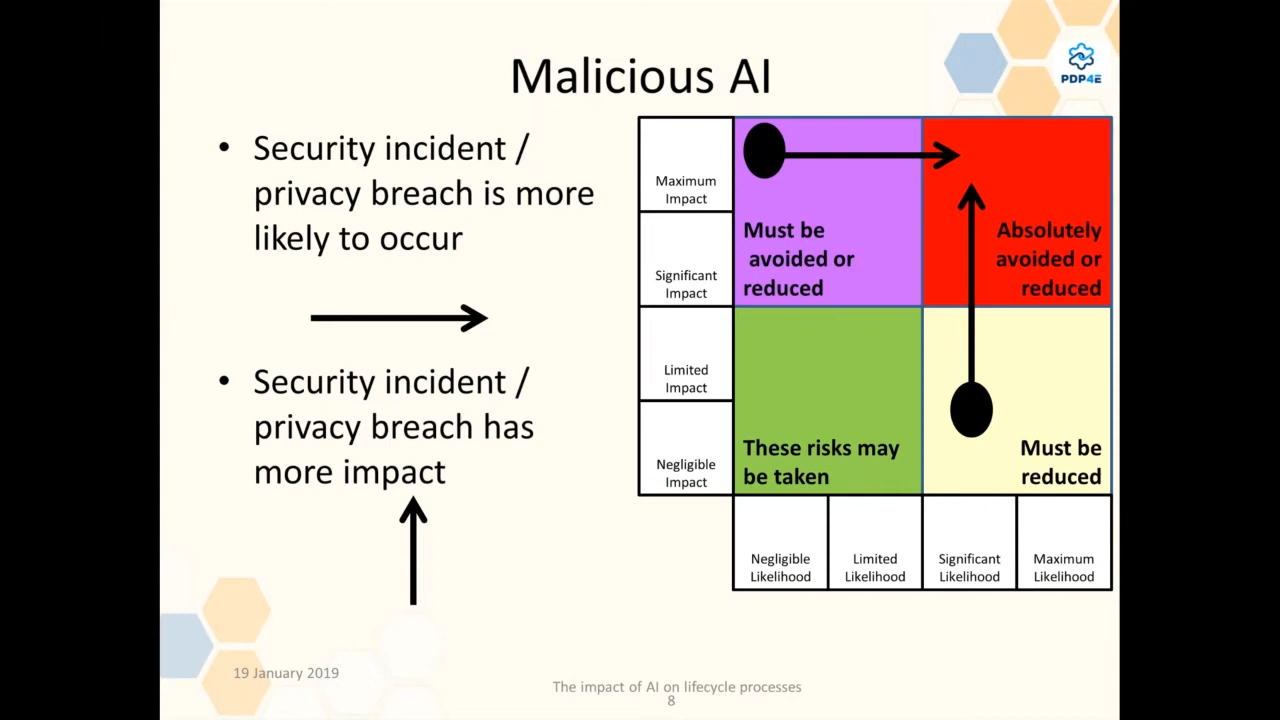 Malicious AI
PDP4E
• Security incident /
privacy breach is more
likely to occur
• Security incident /
privacy breach has
more impact
Maximum
Impact
Significant
Impact
Limited
Impact
Negligible
Impact
Must be
avoided or
reduced
Absolutely
avoided or
reduced
These risks may
be taken
Must be
reduced
Negligible
Likelihood
Limited
Likelihood
Significant
Likelihood
Maximum
Likelihood
19 January 2019
The impact of AI on lifecycle processes
8